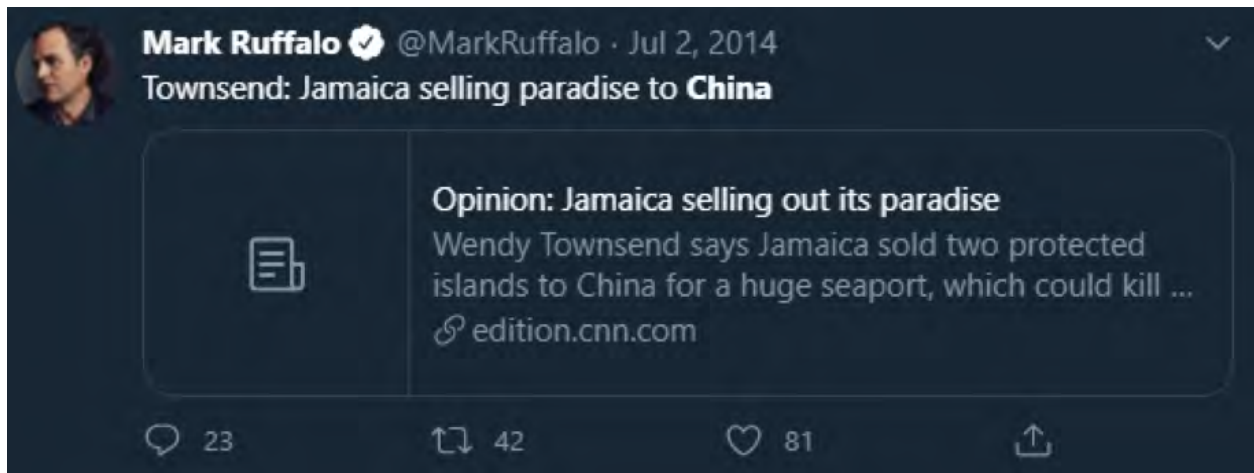 Mark Ruffalo @MarkRuffalo · Jul 2, 2014
Townsend: Jamaica selling paradise to China
Opinion: Jamaica selling out its paradise
Wendy Townsend says Jamaica sold two protected
islands to China for a huge seaport, which could kill ...
edition.cnn.com
23 42 81